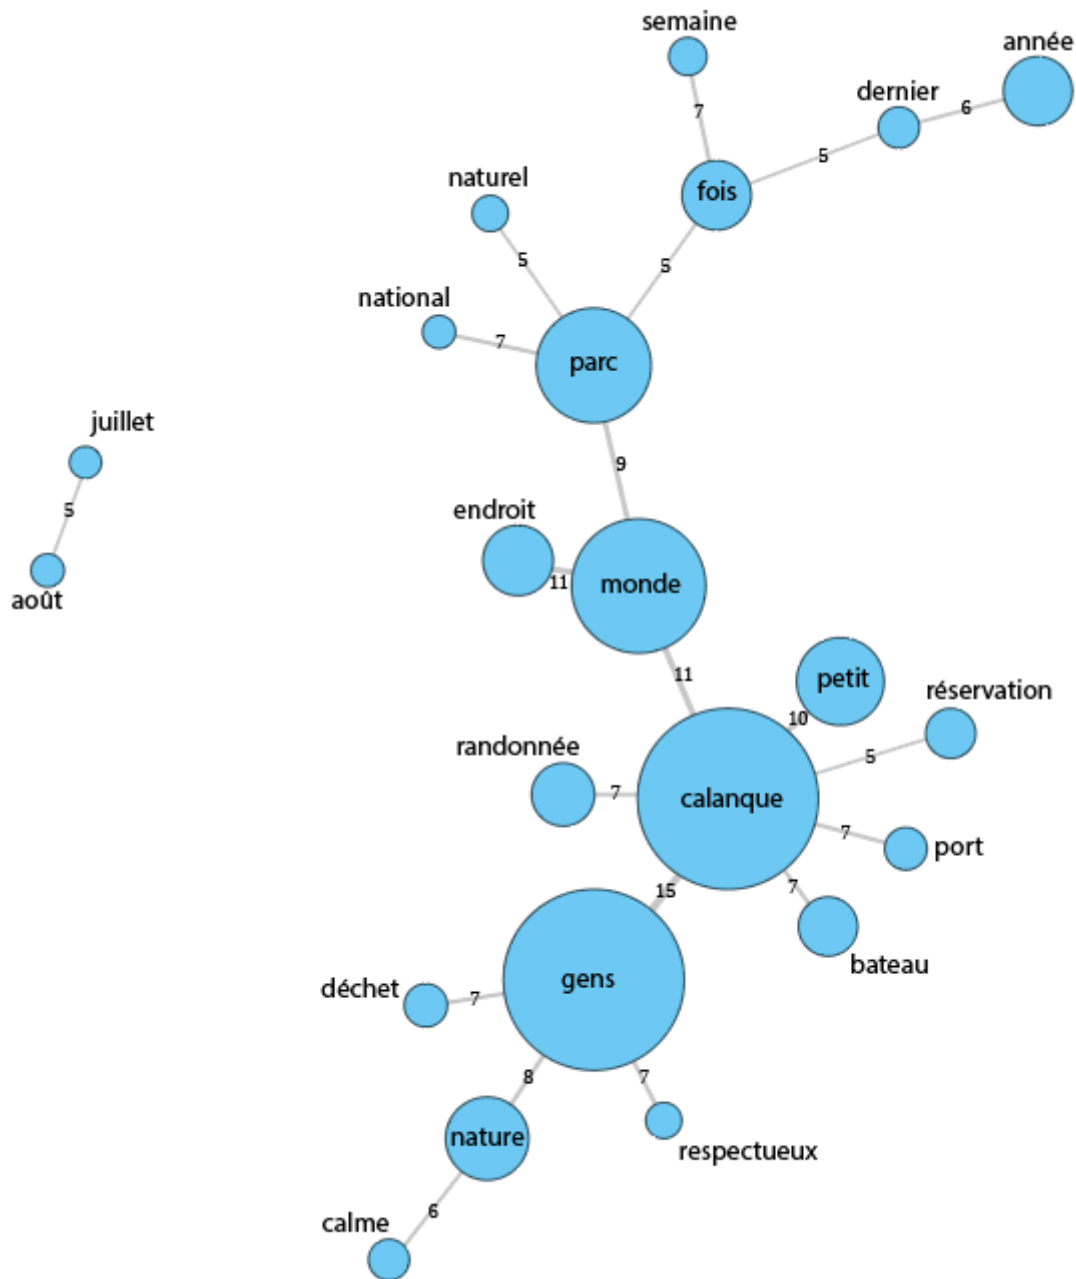 semaine
année
dernier
6
7
5
naturel
fois
5
5
national
7
parc
juillet
9
5
endroit
11
monde
août
11
petit
réservation
10
randonnée
5
7
calanque
7
port
7
15
bateau
gens
déchet
7
8
7
nature
respectueux
6
calme